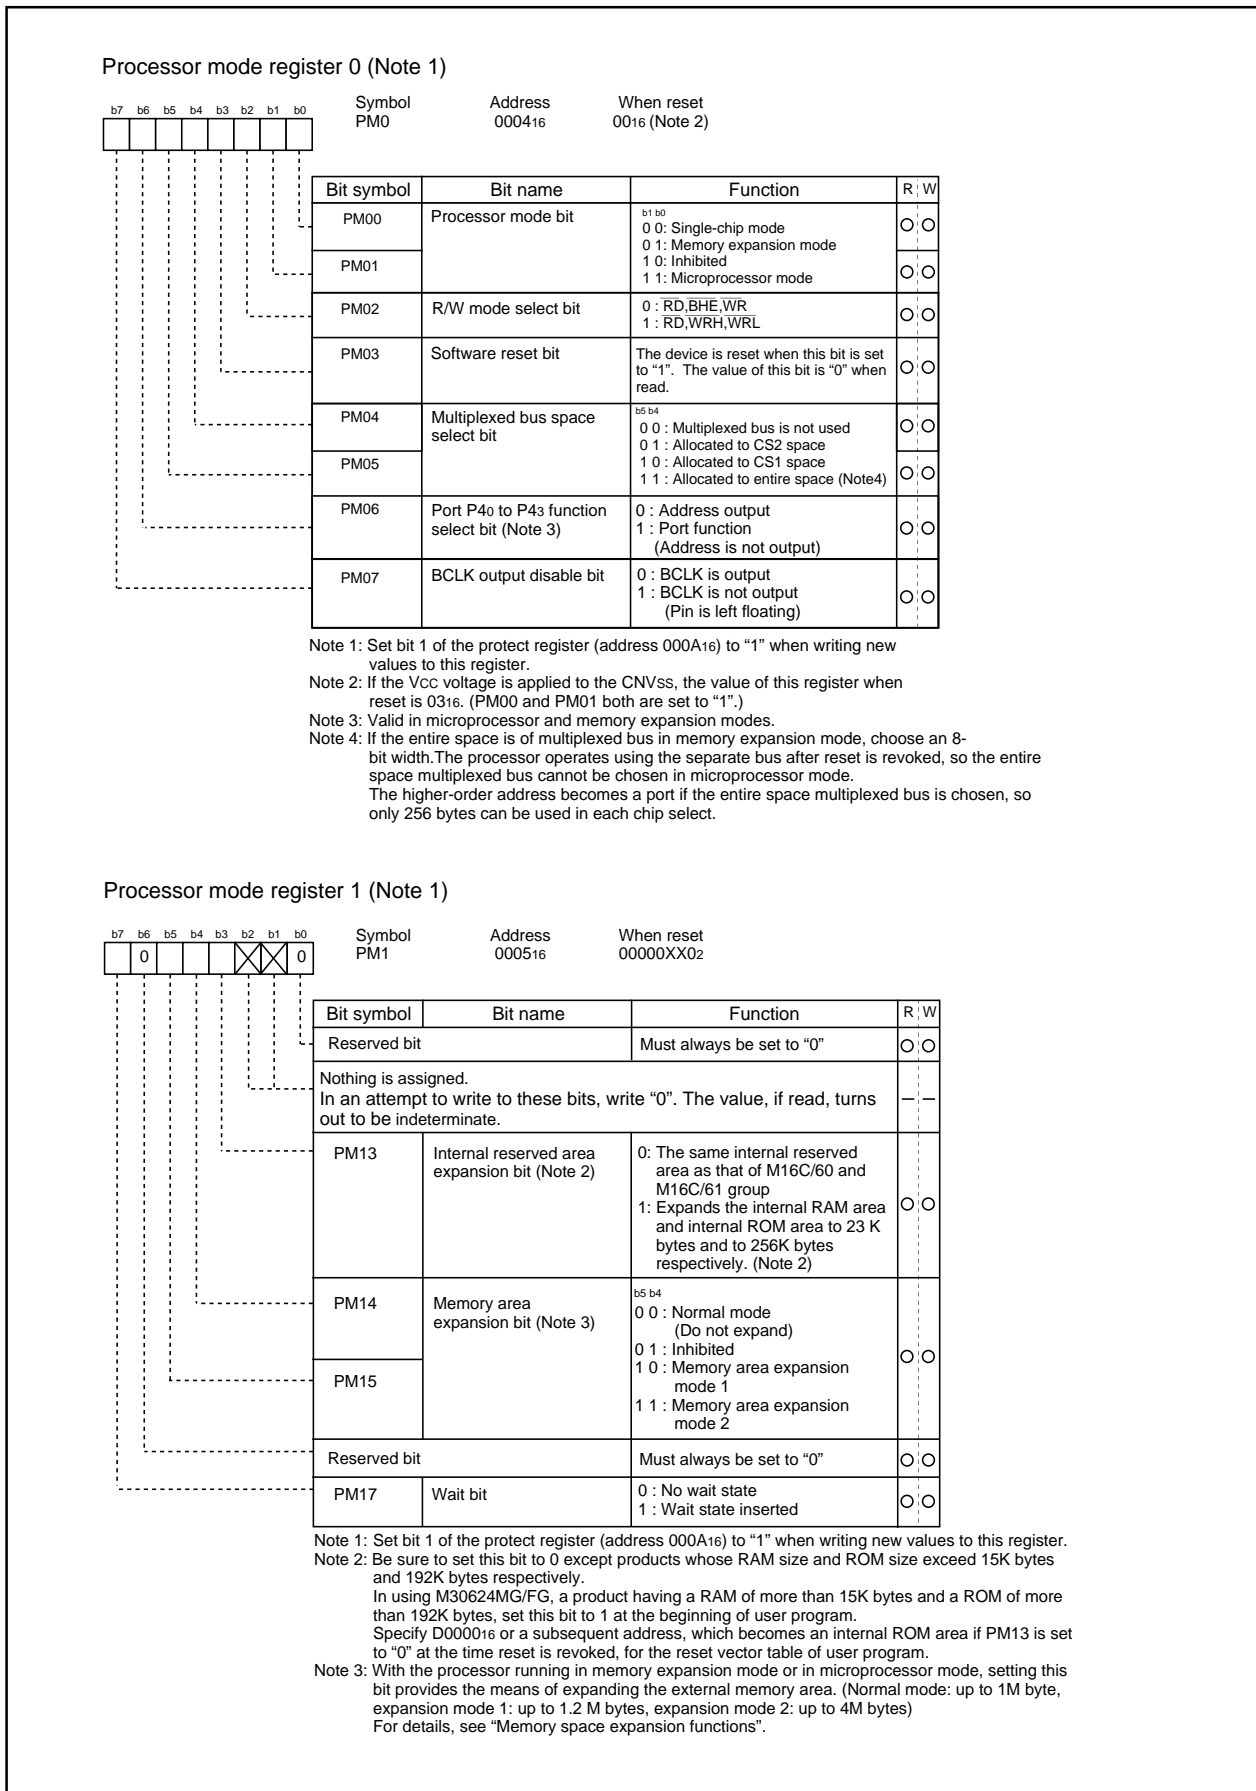 Processor mode register 0 (Note 1)
b7 b6 b5 b4 b3 b2 b1 b0
Symbol Address When reset
PM0 000416 0016 (Note 2)
Bit symbol Bit name Function R W
PM00 Processor mode bit b1 b0
0 0: Single-chip mode
0 1: Memory expansion mode
PM01 1 0: Inhibited
1 1: Microprocessor mode
PM02 R/W mode select bit 0 : RD,BHE,WR
1 : RD,WRH,WRL
PM03 Software reset bit The device is reset when this bit is set
to “1”. The value of this bit is “0” when
read.
PM04 Multiplexed bus space b5 b4
select bit 0 0 : Multiplexed bus is not used
0 1 : Allocated to CS2 space
PM05 1 0 : Allocated to CS1 space
1 1 : Allocated to entire space (Note4)
PM06 Port P40 to P43 function 0 : Address output
select bit (Note 3) 1 : Port function
(Address is not output)
PM07 BCLK output disable bit 0 : BCLK is output
1 : BCLK is not output
(Pin is left floating)
Note 1: Set bit 1 of the protect register (address 000A16) to “1” when writing new
values to this register.
Note 2: If the VCC voltage is applied to the CNVSS, the value of this register when
reset is 0316. (PM00 and PM01 both are set to “1”.)
Note 3: Valid in microprocessor and memory expansion modes.
Note 4: If the entire space is of multiplexed bus in memory expansion mode, choose an 8-
bit width.The processor operates using the separate bus after reset is revoked, so the entire
space multiplexed bus cannot be chosen in microprocessor mode.
The higher-order address becomes a port if the entire space multiplexed bus is chosen, so
only 256 bytes can be used in each chip select.
Processor mode register 1 (Note 1)
b7 b6 b5 b4 b3 b2 b1 b0
0 0
Symbol Address When reset
PM1 000516 00000XX02
Bit symbol Bit name Function R W
Reserved bit Must always be set to “0”
Nothing is assigned.
In an attempt to write to these bits, write “0”. The value, if read, turns
out to be indeterminate.
PM13 Internal reserved area 0: The same internal reserved
expansion bit (Note 2) area as that of M16C/60 and
M16C/61 group
1: Expands the internal RAM area
and internal ROM area to 23 K
bytes and to 256K bytes
respectively. (Note 2)
PM14 Memory area b5 b4
expansion bit (Note 3) 0 0 : Normal mode
(Do not expand)
0 1 : Inhibited
PM15 1 0 : Memory area expansion
mode 1
1 1 : Memory area expansion
mode 2
Reserved bit Must always be set to “0”
PM17 Wait bit 0 : No wait state
1 : Wait state inserted
Note 1: Set bit 1 of the protect register (address 000A16) to “1” when writing new values to this register.
Note 2: Be sure to set this bit to 0 except products whose RAM size and ROM size exceed 15K bytes
and 192K bytes respectively.
In using M30624MG/FG, a product having a RAM of more than 15K bytes and a ROM of more
than 192K bytes, set this bit to 1 at the beginning of user program.
Specify D000016 or a subsequent address, which becomes an internal ROM area if PM13 is set
to “0” at the time reset is revoked, for the reset vector table of user program.
Note 3: With the processor running in memory expansion mode or in microprocessor mode, setting this
bit provides the means of expanding the external memory area. (Normal mode: up to 1M byte,
expansion mode 1: up to 1.2 M bytes, expansion mode 2: up to 4M bytes)
For details, see “Memory space expansion functions”.